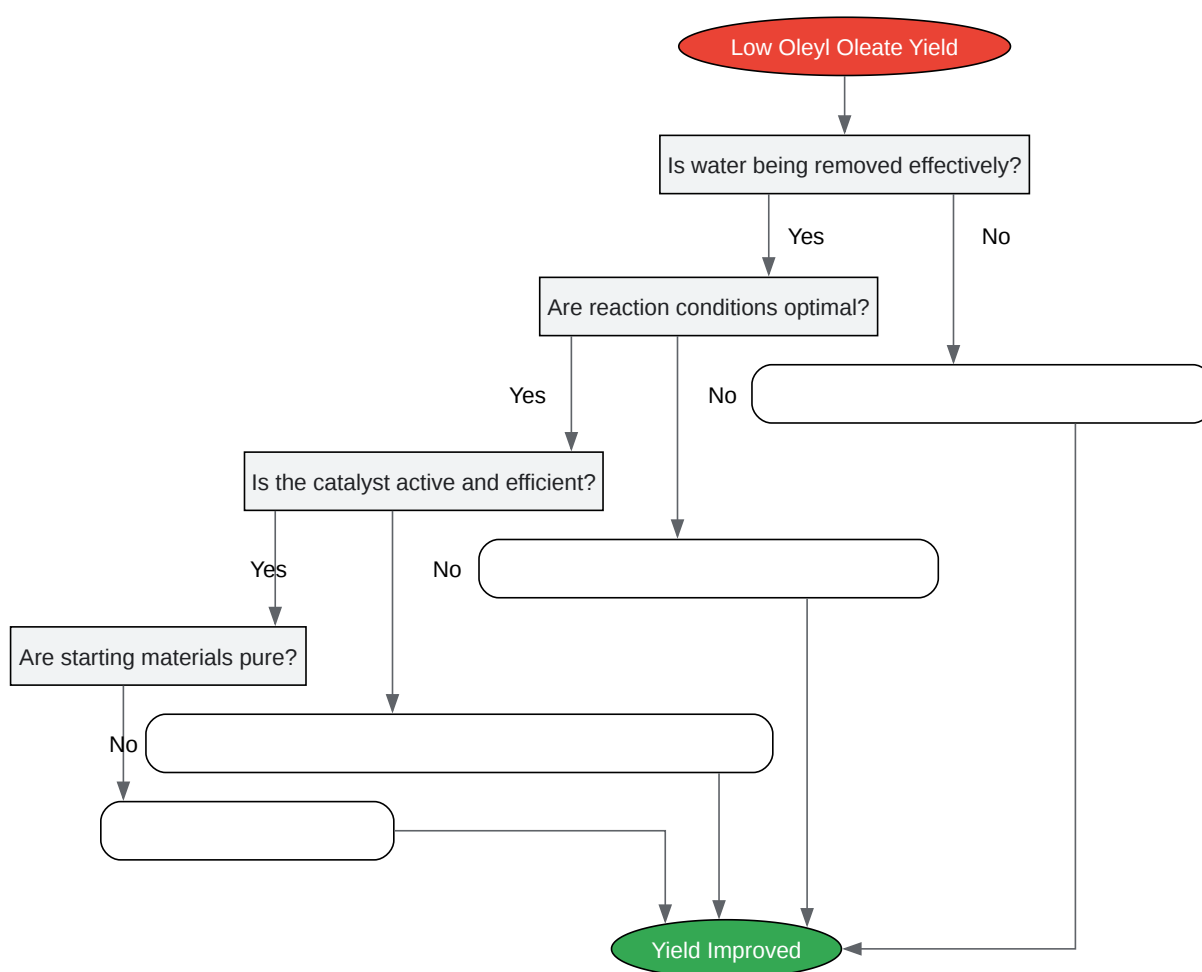 Low Oleyl Oleate Yield
Is water being removed effectively?
Yes
No
Are reaction conditions optimal?
Yes
No
Is the catalyst active and efficient?
Yes
No
Are starting materials pure?
No
Yield Improved